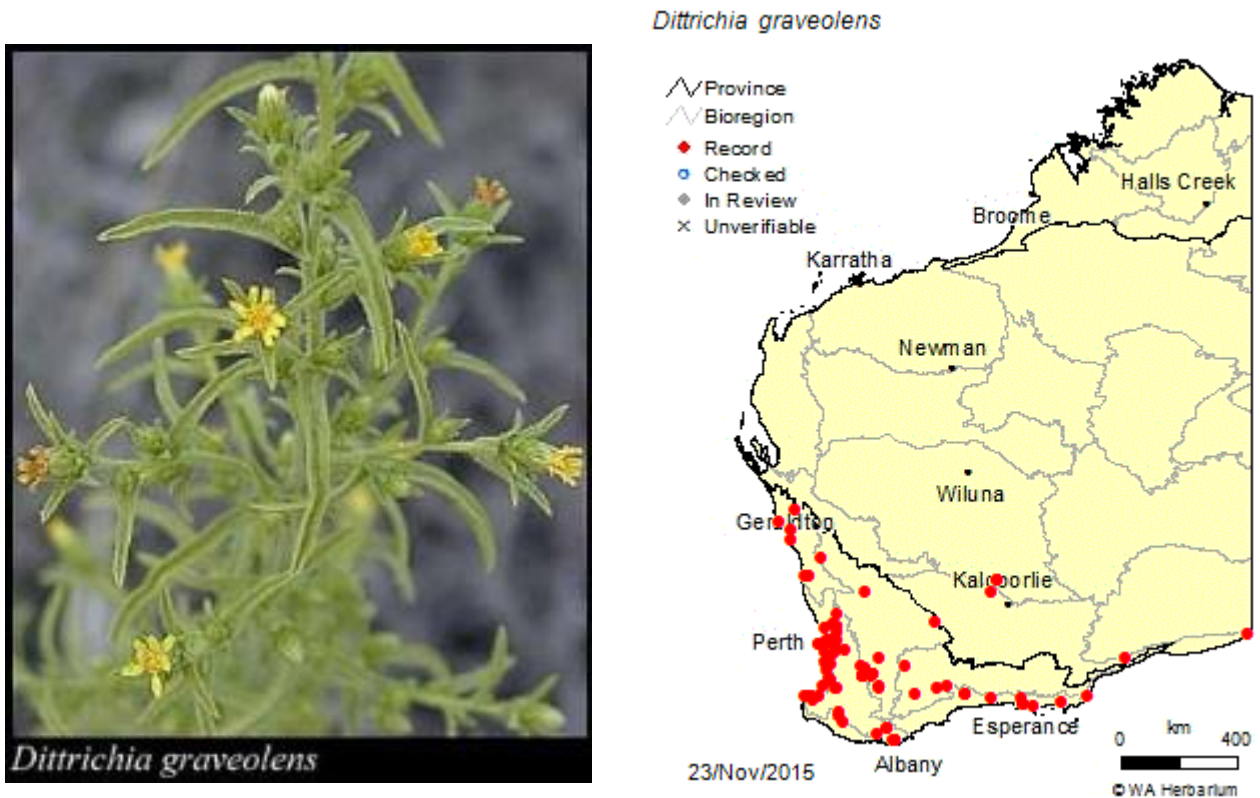 Dittrichia graveolens
Dittrichia graveolens
Province
Bioregion
Record
Checked
In Review
Unverifiable
Halls Creek
Broome
Karratha
Newman
Wiluna
Geraldton
Kalgoorlie
Perth
Esperance
Albany
0 km 400
23/Nov/2015
© WA Herbarium